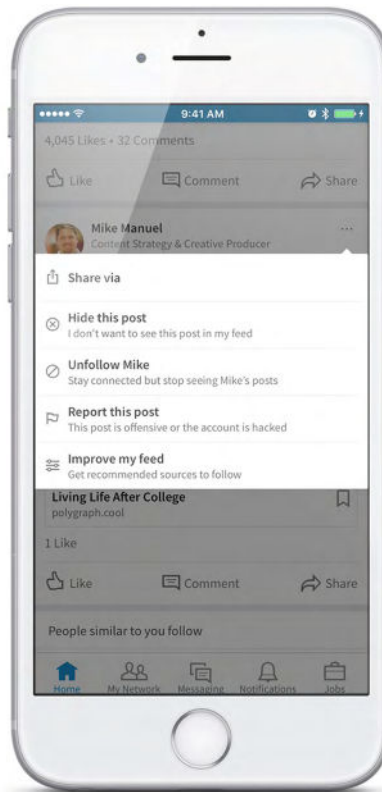 9:41 AM
4,045 Likes • 32 Comments
Like Comment Share
Mike Manuel
Content Strategy & Creative Producer
Share via
Hide this post
I don't want to see this post in my feed
Unfollow Mike
Stay connected but stop seeing Mike's posts
Report this post
This post is offensive or the account is hacked
Improve my feed
Get recommended sources to follow
Living Life After College
polygraph.cool
1 Like
Like Comment Share
People similar to you follow
Home My Network Messaging Notifications Jobs